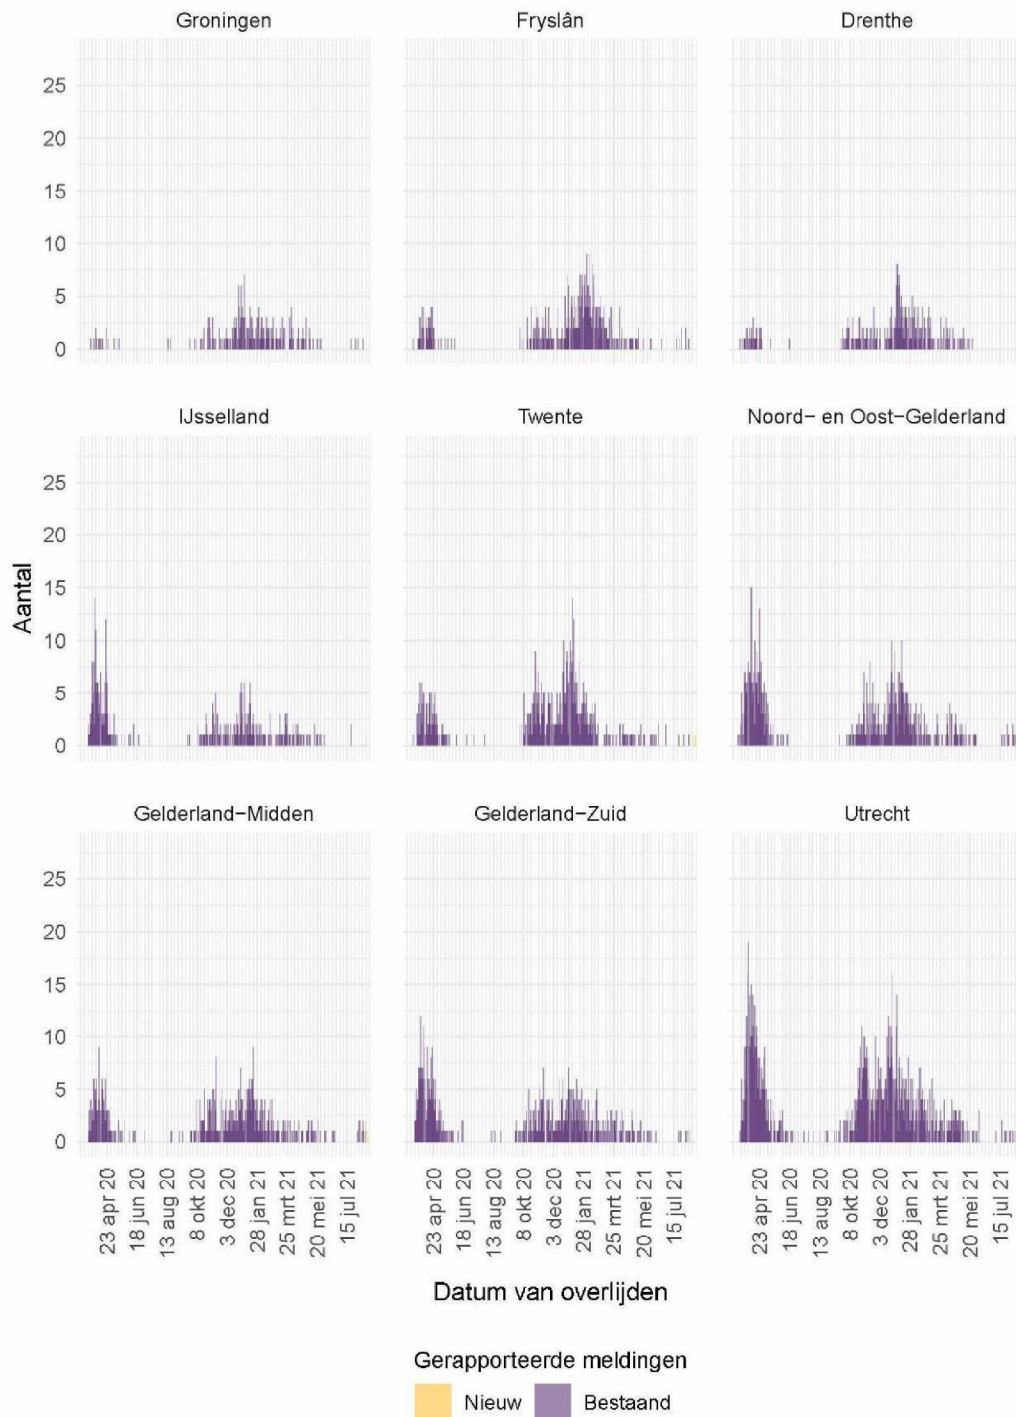 Groningen Fryslân Drenthe
25
20
15
10
5
0
IJsselland Twente Noord- en Oost-Gelderland
25
20
15
10
5
0
Aantal
Gelderland-Midden Gelderland-Zuid Utrecht
25
20
15
10
5
0
23 apr 20 18 jun 20 13 aug 20 8 okt 20 3 dec 20 28 jan 21 25 mrt 21 20 mei 21 15 jul 21 23 apr 20 18 jun 20 13 aug 20 8 okt 20 3 dec 20 28 jan 21 25 mrt 21 20 mei 21 15 jul 21 23 apr 20 18 jun 20 13 aug 20 8 okt 20 3 dec 20 28 jan 21 25 mrt 21 20 mei 21 15 jul 21
Datum van overlijden
Gerapporteerde meldingen
Nieuw Bestaand